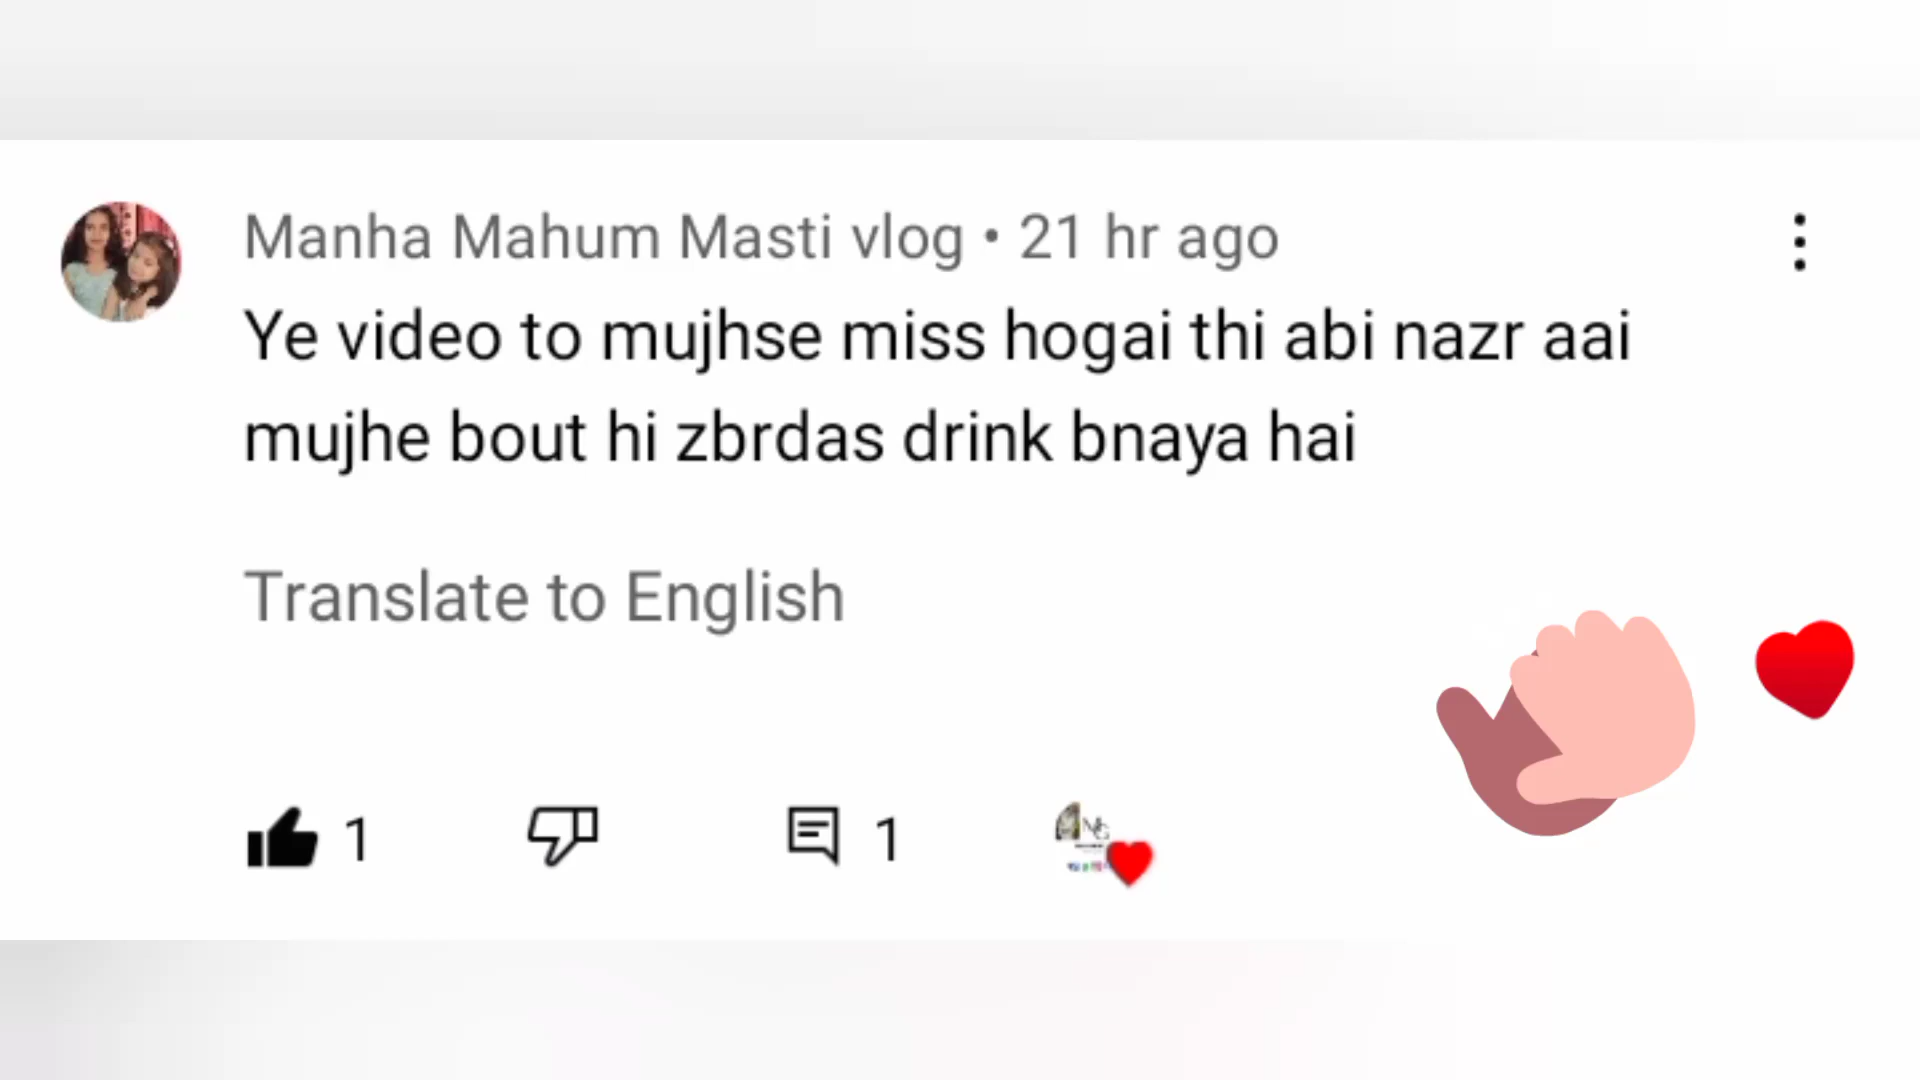 Manha Mahum Masti vlog • 21 hr ago
Ye video to mujhse miss hogai thi abi nazr aai
mujhe bout hi zbrdas drink bnaya hai
Translate to English
1 1